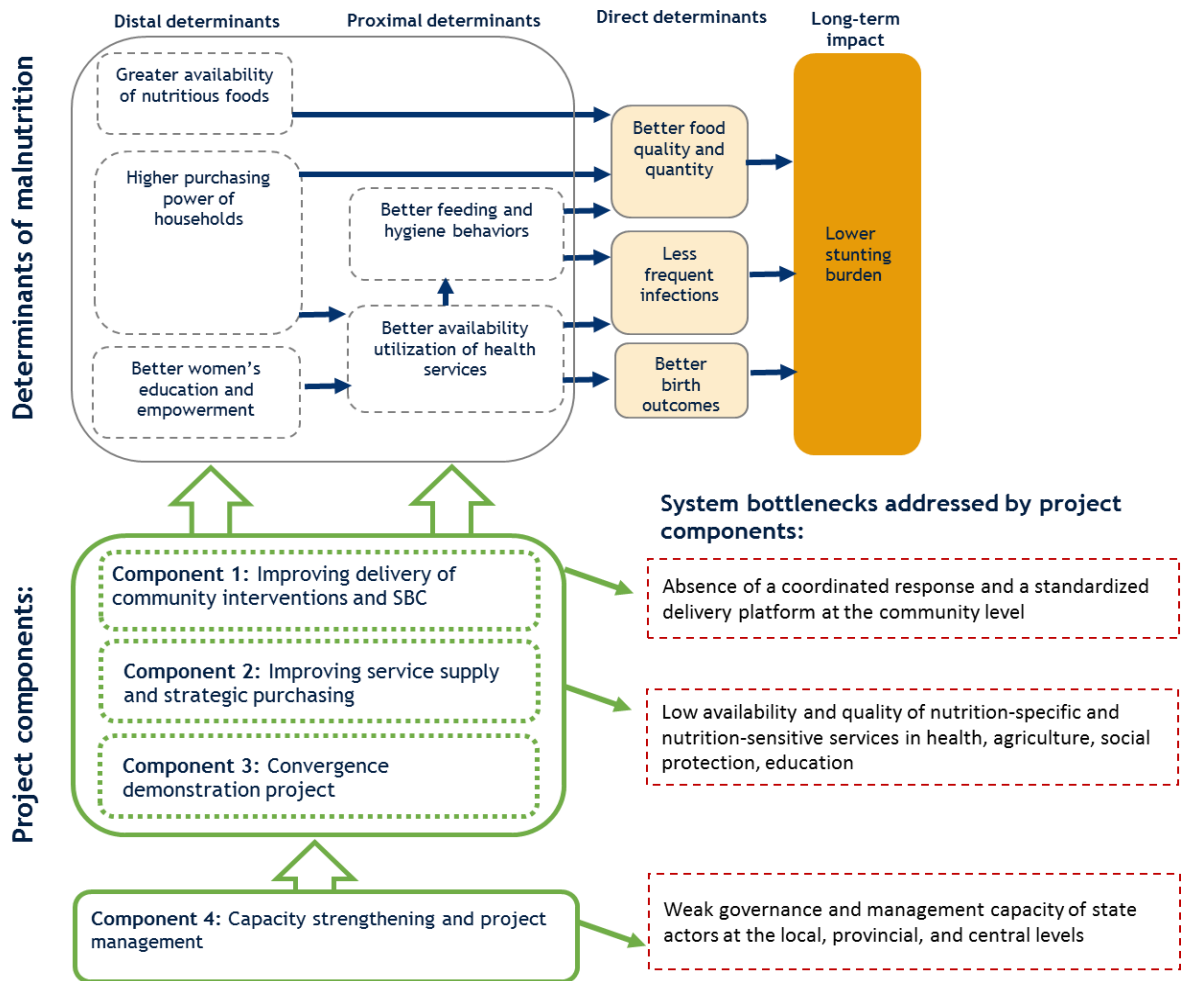 Distal determinants
Proximal determinants
Direct determinants
Long-term
impact
Determinants of malnutrition
Greater availability
of nutritious foods
Higher purchasing
power of
households
Better women's
education and
empowerment
Better feeding and
hygiene behaviors
Better availability
utilization of health
services
Better food
quality and
quantity
Less
frequent
infections
Better
birth
outcomes
Lower
stunting
burden
Project components:
Component 1: Improving delivery of
community interventions and SBC
Component 2: Improving service supply
and strategic purchasing
Component 3: Convergence
demonstration project
Component 4: Capacity strengthening and project
management
System bottlenecks addressed by project
components:
Absence of a coordinated response and a standardized
delivery platform at the community level
Low availability and quality of nutrition-specific and
nutrition-sensitive services in health, agriculture, social
protection, education
Weak governance and management capacity of state
actors at the local, provincial, and central levels